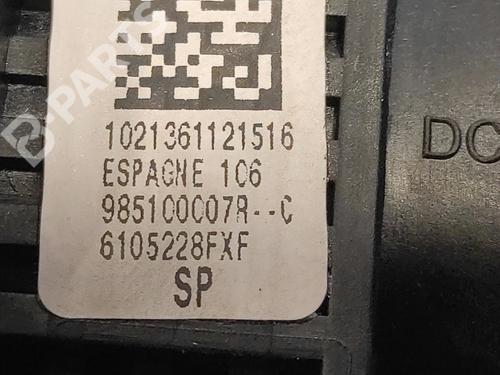 B-PARTS
1021361121516
ESPAGNE 106
985100007R--C
6105228FXF
SP
DC